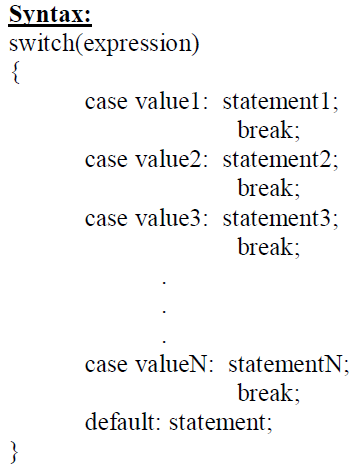 Syntax:
switch(expression)
{
case value1: statement1;
break;
case value2: statement2;
break;
case value3: statement3;
break;
.
.
.
case valueN: statementN;
break;
default: statement;
}